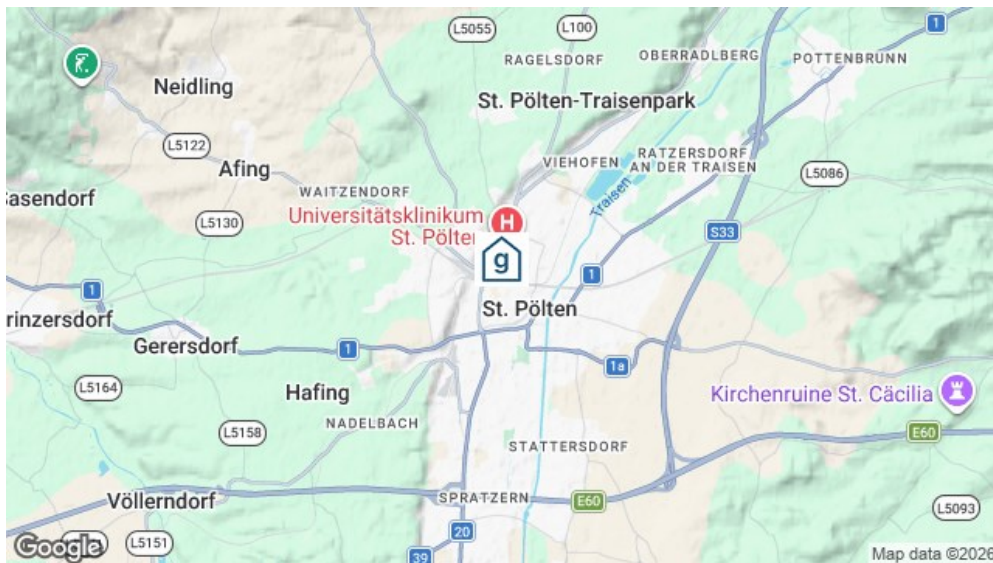 L5055
L100
1
RAGELSDORF
OBERRADLBERG
POTTENBRUNN
Neidling
St. Pölten-Traisenpark
L5122
Afing
VIEHOFEN
RATZERSDORF
AN DER TRAISEN
L5086
WAITZENDORF
Traisen
L5130
Universitätsklinikum
St. Pölten
H
S33
g
1
1
St. Pölten
Gerersdorf
1
1a
L5164
Hafing
Kirchenruine St. Cäcilia
NADELBACH
L5158
STATTERSDORF
E60
Völlerndorf
SPRATZERN
E60
L5093
20
Google
L5151
39
Map data ©2026